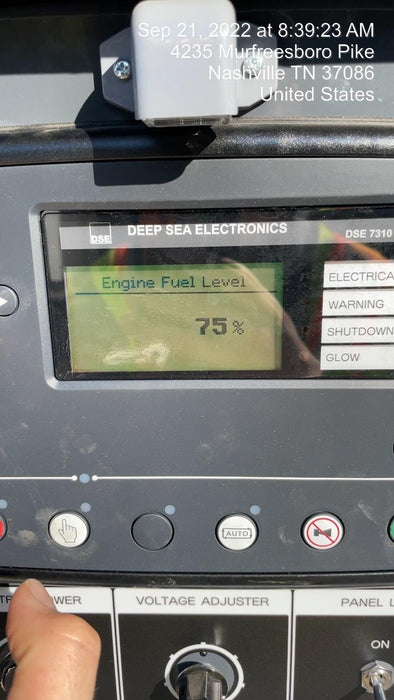 Sep 21, 2022 at 8:39:23 AM
4235 Murfreesboro Pike
Nashville TN 37086
United States
DSE
DEEP SEA ELECTRONICS
DSE 7310
Engine Fuel Level
75 %
ELECTRICA
WARNING
SHUTDOWN
GLOW
AUTO
OWER
VOLTAGE ADJUSTER
PANEL L
ON